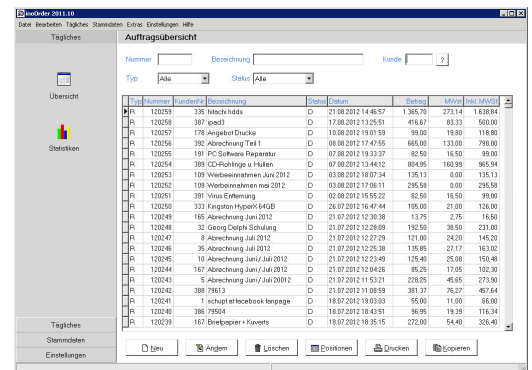 inoOrder 2011.10
Datei Bearbeiten Tägliches Stammdaten Extras Einstellungen Hilfe
Tägliches
Auftragsübersicht
Nummer Bezeichnung Kunde ?
Typ Alle Status Alle
Übersicht
Statistiken
Typ Nummer KundenNr Bezeichnung Status Datum Betrag MWst Inkl. MWSt
R 120259 335 hitachi hdds D 21.08.2012 14:46:57 1.365,70 273,14 1.638,84
R 120258 387 ipad3 D 17.08.2012 13:25:51 416,67 83,33 500,00
R 120257 178 Angebot Drucke D 10.08.2012 19:01:59 99,00 19,80 118,80
R 120256 392 Abrechnung Teil 1 D 08.08.2012 17:47:55 665,00 133,00 798,00
R 120255 191 PC Software Reparatur D 07.08.2012 19:33:37 82,50 16,50 99,00
R 120254 389 CD-Rohlinge u. Hüllen D 07.08.2012 13:44:12 804,95 160,99 965,94
R 120253 109 Werbeeinnahmen Juni 2012 D 03.08.2012 18:07:34 135,13 0,00 135,13
R 120252 109 Werbeeinnahmen mai 2012 D 03.08.2012 17:06:11 295,58 0,00 295,58
R 120251 391 Virus Entfernung D 02.08.2012 15:55:22 82,50 16,50 99,00
R 120250 333 Kingston HyperX 64GB D 26.07.2012 16:47:44 105,00 21,00 126,00
R 120249 165 Abrechnung Juni 2012 D 21.07.2012 12:30:38 13,75 2,75 16,50
R 120248 32 Georg Delphi Schulung D 21.07.2012 12:28:09 192,50 38,50 231,00
R 120247 8 Abrechnung Juli 2012 D 21.07.2012 12:27:29 121,00 24,20 145,20
R 120246 35 Abrechnung Juli 2012 D 21.07.2012 12:25:38 135,85 27,17 163,02
R 120245 10 Abrechnung Juni / Juli 2012 D 21.07.2012 12:23:49 125,40 25,08 150,48
R 120244 167 Abrechnung Juni / Juli 2012 D 21.07.2012 12:04:26 85,25 17,05 102,30
R 120243 5 Abrechnung Juni / Juli 20012 D 21.07.2012 11:53:21 228,25 45,65 273,90
R 120242 388 79613 D 21.07.2012 11:08:59 381,37 76,27 457,64
R 120241 1 schupt at facebook fanpage D 18.07.2012 19:03:03 55,00 11,00 66,00
R 120240 386 79504 D 18.07.2012 18:43:51 96,95 19,39 116,34
R 120239 167 Briefpapier + Kuverts D 18.07.2012 18:35:15 272,00 54,40 326,40
Tägliches
Stammdaten
Einstellungen
Neu Ändern Löschen Positionen Drucken Kopieren